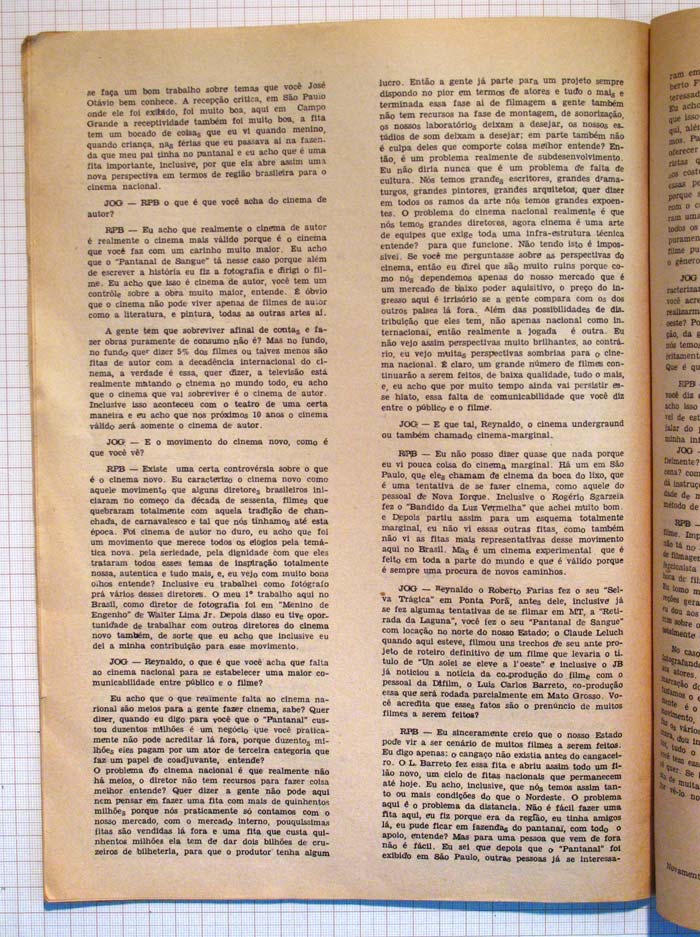 se faça um bom trabalho sobre temas que você José
Otávio bem conhece. A recepção crítica, em São Paulo
onde ele foi exibido, foi muito boa, aqui em Campo
Grande a receptividade também foi muito boa, a fita
tem um bocado de coisas que eu vi quando menino,
quando criança, nas férias que eu passava aí na fazen-
da que meu pai tinha no pantanal e eu acho que é uma
fita importante, inclusive, por que ela abre assim uma
nova perspectiva em termos de região brasileira para o
cinema nacional.
JOG — RPB o que é que você acha do cinema de
autor?
RPB — Eu acho que realmente o cinema de autor
é realmente o cinema mais válido porque é o cinema
que você faz com um carinho muito maior. Eu acho
que o "Pantanal de Sangue" tá nesse caso porque além
de escrever a história eu fiz a fotografia e dirigi o fil-
me. Eu acho que isso é cinema de autor, você tem um
contrôle sobre a obra muito maior, entende. É óbvio
que o cinema não pode viver apenas de filmes de autor
como a literatura, e pintura, todas as outras artes aí.
A gente tem que sobreviver afinal de contas e fa-
zer obras puramente de consumo não é? Mas no fundo,
no fundo quer dizer 5% dos filmes ou talves menos são
fitas de autor com a decadência internacional do ci-
nema, a verdade é essa, quer dizer, a televisão está
realmente matando o cinema no mundo todo, eu acho
que o cinema que vai sobreviver é o cinema de autor.
Inclusive isso aconteceu com o teatro de uma certa
maneira e eu acho que nos próximos 10 anos o cinema
válido será somente o cinema de autor.
JOG — E o movimento do cinema novo, como é
que você vê?
RPB — Existe uma certa controvérsia sobre o que
é o cinema novo. Eu caracterizo o cinema novo como
aquele movimento que alguns diretores brasileiros ini-
ciaram no começo da década de sessenta, filmes que
quebraram totalmente com aquela tradição de chan-
chada, de carnavalesco e tal que nós tinhamos até esta
época. Foi cinema de autor no duro, eu acho que foi
um movimento que merece todos os elogios pela temá-
tica nova. pela seriedade, pela dignidade com que eles
trataram todos esses temas de inspiração totalmente
nossa, autentica e tudo mais, e, eu vejo com muito bons
olhos entende? Inclusive eu trabalhei como fotógrafo
prá vários desses diretores. O meu 1º trabalho aqui no
Brasil, como diretor de fotografia foi em "Menino de
Engenho" de Walter Lima Jr. Depois disso eu tive opor-
tunidade de trabalhar com outros diretores do cinema
novo também, de sorte que eu acho que inclusive eu
dei a minha contribuição para esse movimento.
JOG — Reynaldo, o que é que você acha que falta
ao cinema nacional para se estabelecer uma maior co-
municabilidade entre público e o filme?
Eu acho que o que realmente falta ao cinema na-
cional são meios para a gente fazer cinema, sabe? Quer
dizer, quando eu digo para você que o "Pantanal" cus-
tou duzentos milhões é um negócio que você pratica-
mente não pode acreditar lá fora, porque duzentos mi-
lhões eles pagam por um ator de terceira categoria que
faz um papel de coadjuvante, entende?
O problema do cinema nacional é que realmente não
há meios, o diretor não tem recursos para fazer coisa
melhor entende? Quer dizer a gente não pode aqui
nem pensar em fazer uma fita com mais de quinhentos
milhões porque nós praticamente só contamos com o
nosso mercado, com o mercado interno, pouquíssimas
fitas são vendidas lá fora e uma fita que custa qui-
nhentos milhões ela tem de dar dois bilhões de cru-
zeiros de bilheteria, para que o produtor tenha algum
lucro. Então a gente já parte para um projeto sempre
dispondo no pior em termos de atores e tudo o mais e
terminada essa fase aí de filmagem a gente também
não tem recursos na fase de montagem, de sonorização,
os nossos laboratórios deixam a desejar, os nossos es-
túdios de som deixam a desejar; em parte também não
é culpa deles que comporte coisa melhor entende? En-
tão, é um problema realmente de subdesenvolvimento.
Eu não diria nunca que é um problema de falta de
cultura. Nós temos grandes escritores, grandes drama-
turgos, grandes pintores, grandes arquitetos, quer dizer
em todos os ramos da arte nós temos grandes expoen-
tes. O problema do cinema nacional realmente é que
nós temos grandes diretores, agora cinema é uma arte
de equipes que exige toda uma infra-estrutura técnica
entende? para que funcione. Não tendo isto é impos-
sível. Se você me perguntasse sobre as perspectivas do
cinema, então eu direi que são muito ruins porque co-
mo nós dependemos apenas do nosso mercado que é
um mercado de baixo poder aquisitivo, o preço do in-
gresso aqui é irrisório se a gente compara com os dos
outros países lá fora. Além das possibilidades de dis-
tribuição que eles tem, não apenas nacional como in-
ternacional, então realmente a jogada é outra. Eu
não vejo assim perspectivas muito brilhantes, ao contrá-
rio, eu vejo muitas perspectivas sombrias para o cine-
ma nacional. É claro, um grande número de filmes con-
tinuarão a serem feitos, de baixa qualidade, tudo o mais,
e, eu acho que por muito tempo ainda vai persistir es-
se hiato, essa falta de comunicabilidade que você diz
entre o público e o filme.
JOG — E que tal, Reynaldo, o cinema underground
ou também chamado cinema-marginal.
RPB — Eu não posso dizer quase que nada porque
eu vi pouca coisa do cinema marginal. Há um em São
Paulo, que eles chamam de cinema da boca do lixo, que
é uma tentativa de se fazer cinema, como aquele do
pessoal de Nova Iorque. Inclusive o Rogério Sgarzela
fez o "Bandido da Luz Vermelha" que achei muito bom.
e Depois partiu assim para um esquema totalmente
marginal, eu não vi essas outras fitas, como também
não vi as fitas mais representativas desse movimento
aqui no Brasil. Mas é um cinema experimental que é
feito em toda a parte do mundo e que é válido porque
é sempre uma procura de novos caminhos.
JOG — Reynaldo o Roberto Farias fez o seu "Sel-
va Trágica" em Ponta Porã, antes dele, inclusive já
se fez algumas tentativas de se filmar em MT, a "Reti-
rada da Laguna", você fez o seu "Pantanal de Sangue"
com locação no norte do nosso Estado; o Claude Leluch
quando aqui esteve, filmou uns trechos de seu ante pro-
jeto de roteiro definitivo de um filme que levaria o tí-
tulo de "Un solei se eleve a l'oeste" e inclusive o JB
já noticiou a notícia da co-produção do filme com o
pessoal da Difilm, o Luis Carlos Barreto, co-produção
essa que será rodada parcialmente em Mato Grosso. Vo-
cê acredita que esses fatos são o prenúncio de muitos
filmes a serem feitos?
RPB — Eu sinceramente creio que o nosso Estado
pode vir a ser cenário de muitos filmes a serem feitos.
Eu digo apenas: o cangaço não existia antes do cangacei-
ro. O L. Barreto fez essa fita e abriu assim todo um fi-
lão novo, um ciclo de fitas nacionais que permanecem
até hoje. Eu acho, inclusive, que nós temos assim tan-
to ou mais condições do que o Nordeste. O problema
aqui é o problema da distancia. Não é fácil fazer uma
fita aqui, eu fiz porque era da região, eu tinha amigos
lá, eu pude ficar em fazendas do pantanal, com todo o
apoio, entende? Mas para uma pessoa que vem de fora
não é fácil. Eu sei que depois que o "Pantanal" foi
exibido em São Paulo, outras pessoas já se interessa-